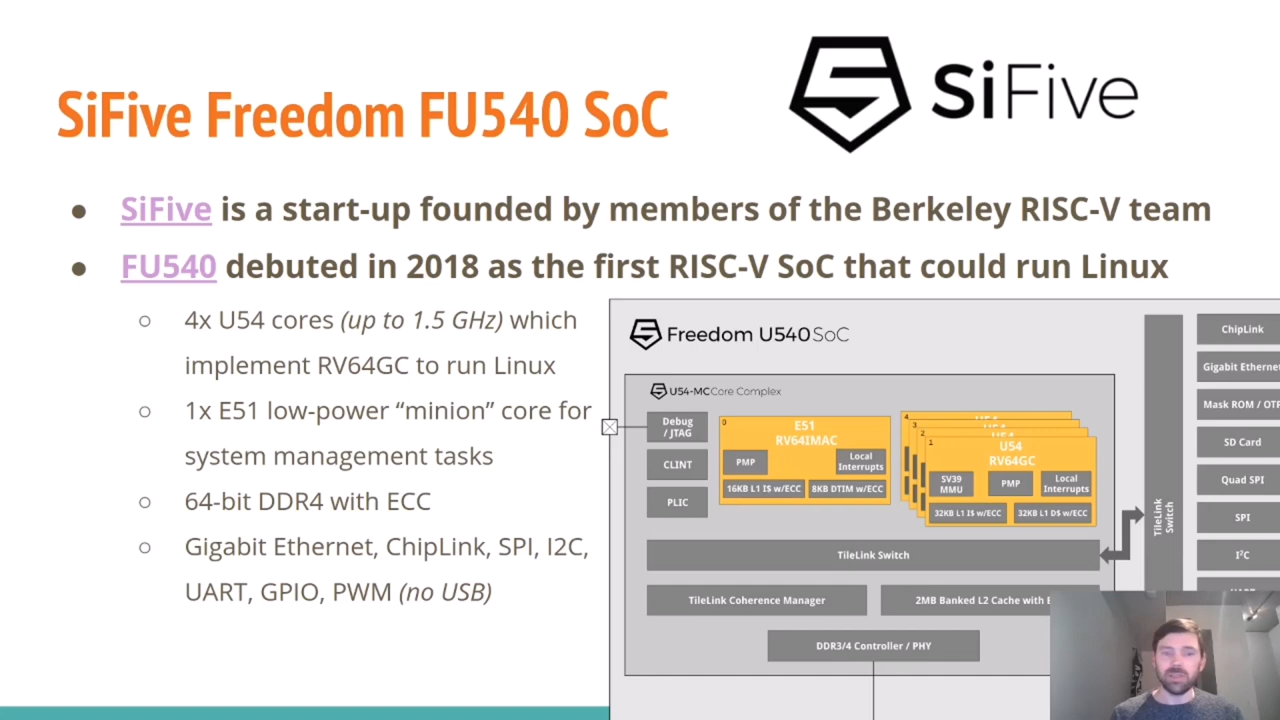 SiFive
SiFive Freedom FU540 SoC
SiFive is a start-up founded by members of the Berkeley RISC-V team
FU540 debuted in 2018 as the first RISC-V SoC that could run Linux
4x U54 cores (up to 1.5 GHz) which
implement RV64GC to run Linux
1x E51 low-power “minion” core for
system management tasks
64-bit DDR4 with ECC
Gigabit Ethernet, ChipLink, SPI, I2C,
UART, GPIO, PWM (no USB)
Freedom U540 SoC
U54-MC Core Complex
Debug
/ JTAG
CLINT
PLIC
0
E51
RV64IMAC
PMP
Local
Interrupts
16KB L1 I$ w/ECC
8KB DTIM w/ECC
4
3
2
1
U54
RV64GC
SV39
MMU
PMP
Local
Interrupts
32KB L1 I$ w/ECC
32KB L1 D$ w/ECC
TileLink Switch
TileLink Coherence Manager
2MB Banked L2 Cache with
DDR3/4 Controller / PHY
TileLink
Switch
ChipLink
Gigabit Etherne
Mask ROM / OT
SD Card
Quad SPI
SPI
I²C